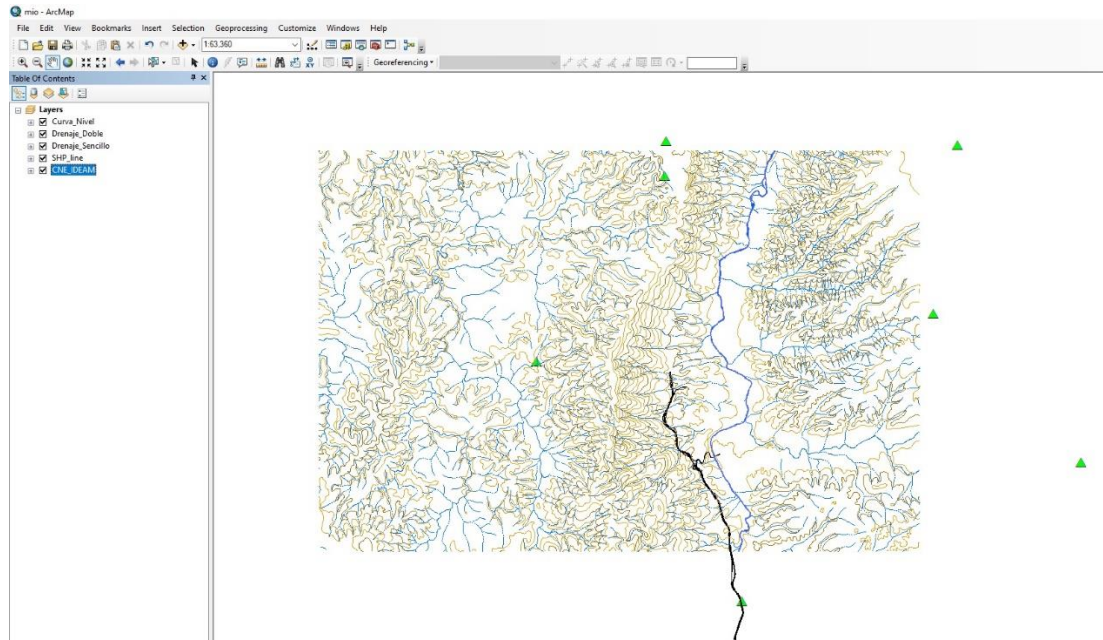 mio - ArcMap
File Edit View Bookmarks Insert Selection Geoprocessing Customize Windows Help
1:63.360
Georeferencing
Table Of Contents
Layers
Curva_Nivel
Drenaje_Doble
Drenaje_Sencillo
SHP_line
CNE_IDEAM